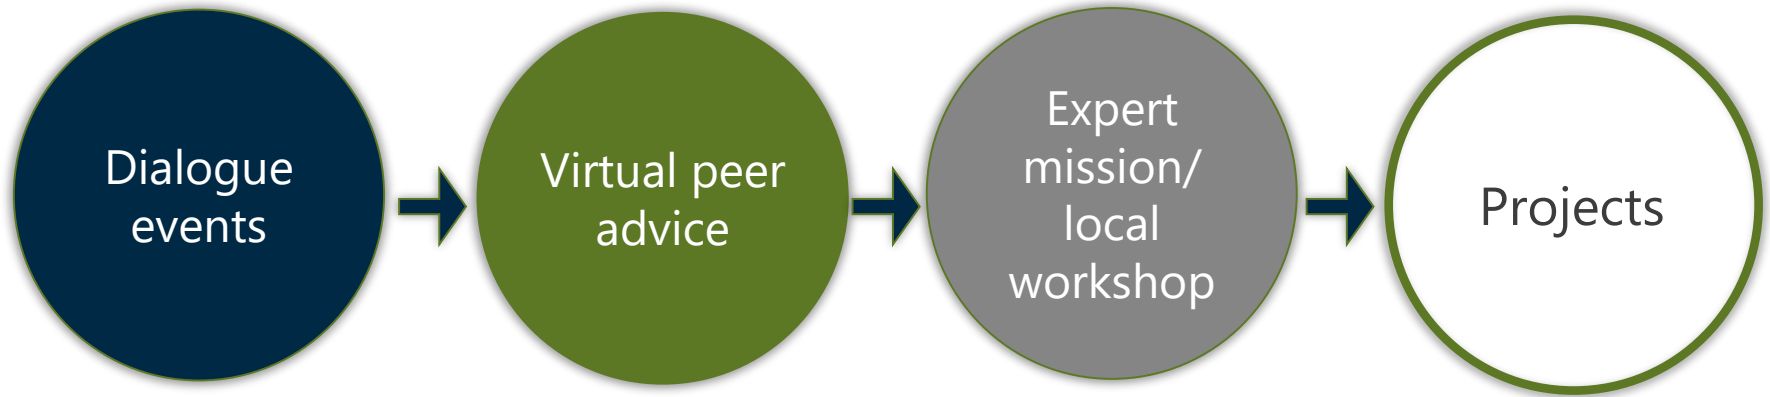 Dialogue
events
Virtual peer
advice
Expert
mission/
local
workshop
Projects